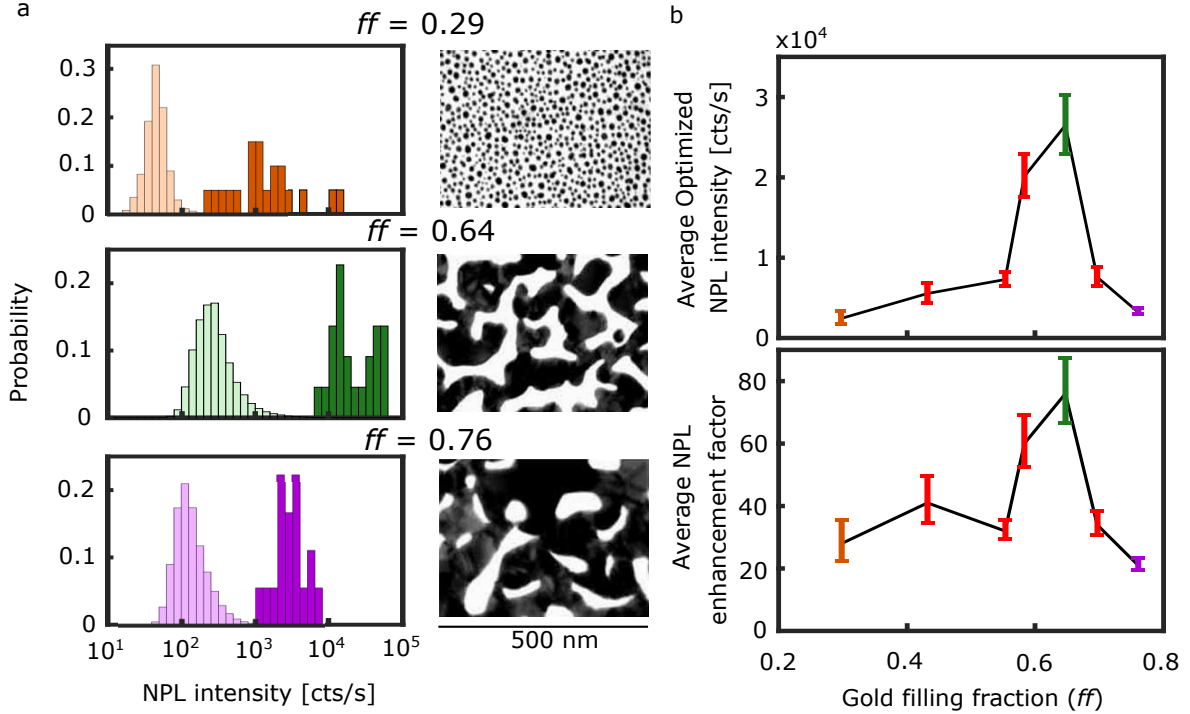 a
ff = 0.29
0.3
0.2
0.1
0
ff = 0.64
0.2
0.1
0
Probability
ff = 0.76
0.2
0.1
0
10¹ 10² 10³ 10⁴ 10⁵
NPL intensity [cts/s]
500 nm
b
x10⁴
3
2
1
0
Average Optimized
NPL intensity [cts/s]
80
60
40
20
0
Average NPL
enhancement factor
0.2 0.4 0.6 0.8
Gold filling fraction (ff)